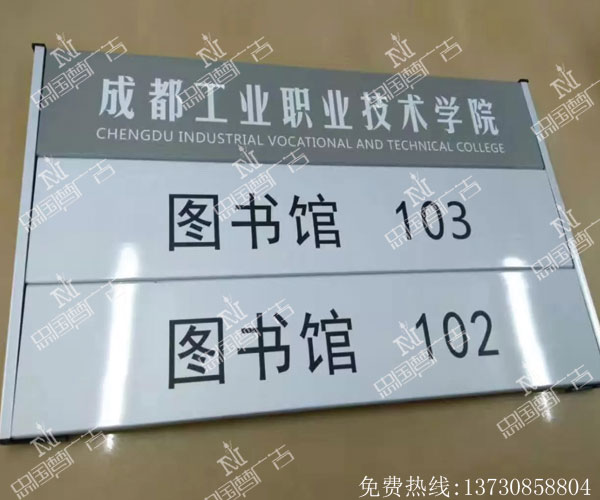 成都工业职业技术学院
CHENGDU INDUSTRIAL VOCATIONAL AND TECHNICAL COLLEGE
图书馆 103
图书馆 102
免费热线:13730858804